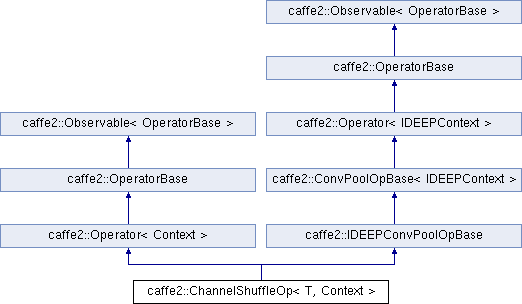 caffe2::Observable< OperatorBase >
caffe2::OperatorBase
caffe2::Observable< OperatorBase >
caffe2::Operator< IDEEPContext >
caffe2::OperatorBase
caffe2::ConvPoolOpBase< IDEEPContext >
caffe2::Operator< Context >
caffe2::IDEEPConvPoolOpBase
caffe2::ChannelShuffleOp< T, Context >